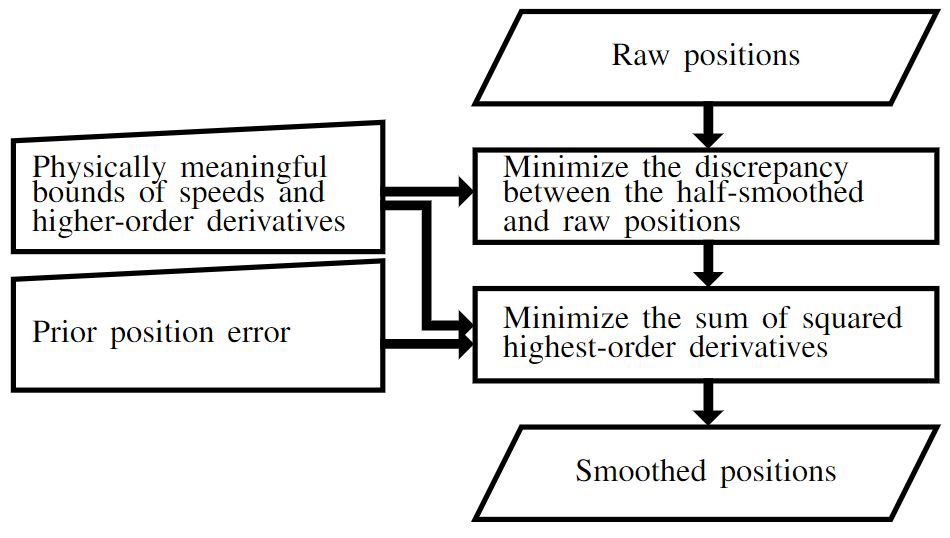 Raw positions
Physically meaningful
bounds of speeds and
higher-order derivatives
Minimize the discrepancy
between the half-smoothed
and raw positions
Prior position error
Minimize the sum of squared
highest-order derivatives
Smoothed positions